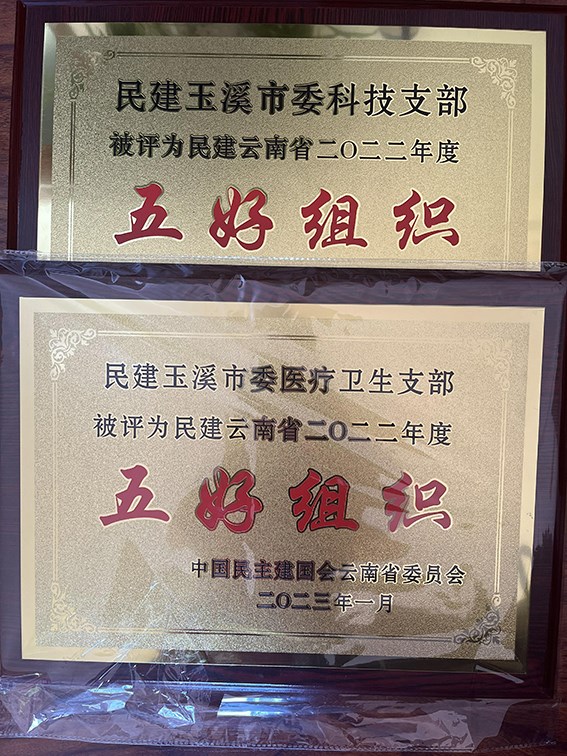 民建玉溪市委科技支部
被评为民建云南省二〇二二年度
五好组织
民建玉溪市委医疗卫生支部
被评为民建云南省二〇二二年度
五好组织
中国民主建国会云南省委员会
二〇二三年一月